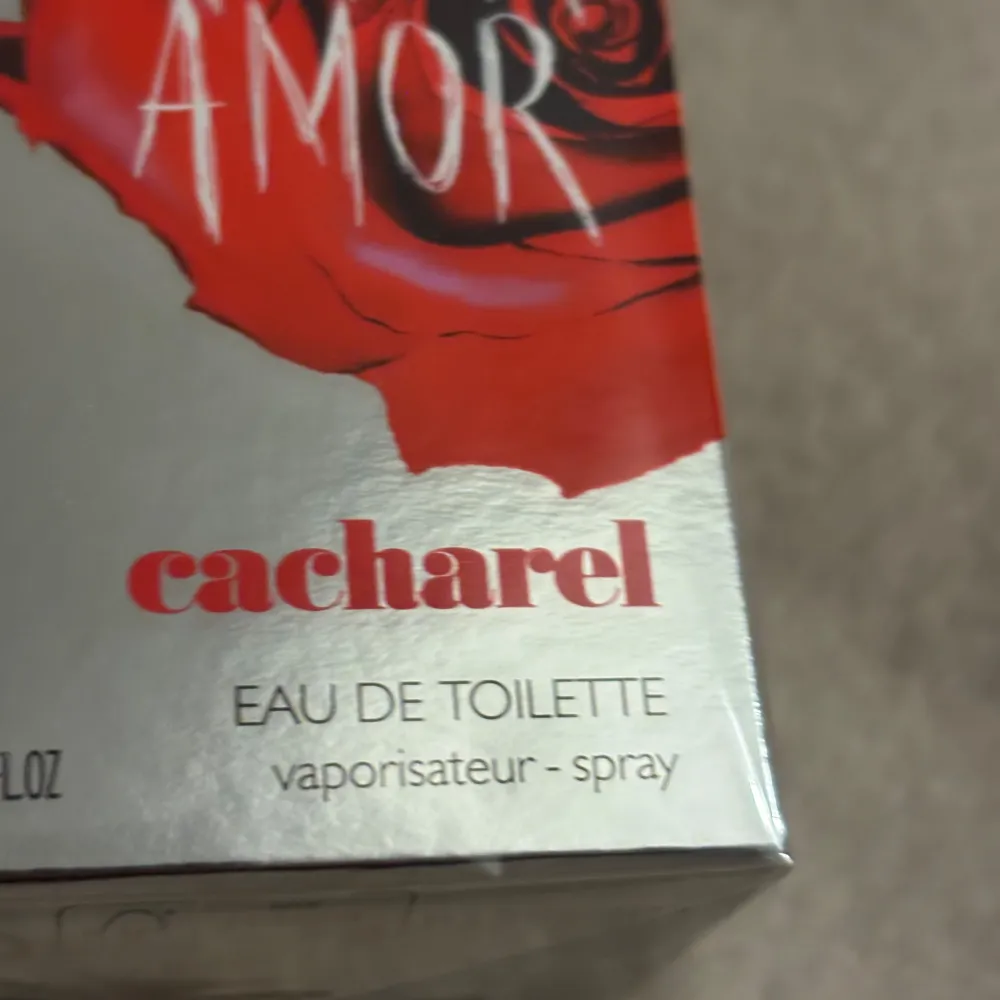 AMOR
cacharel
EAU DE TOILETTE
vaporisateur - spray